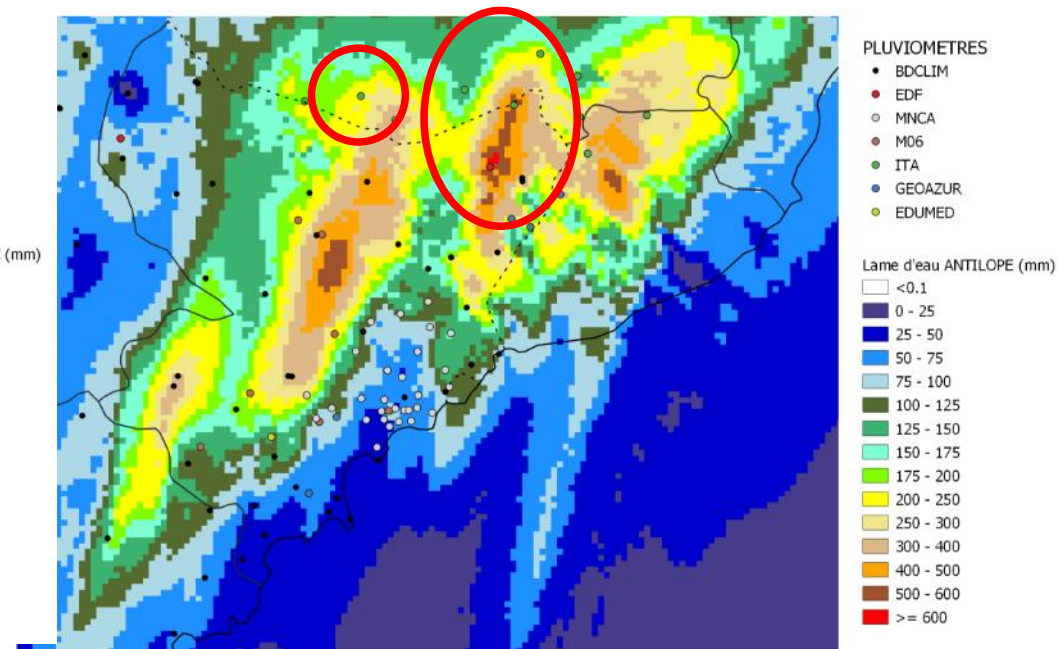 (mm)
PLUVIOMETRES
BDCLIM
EDF
MNCA
M06
ITA
GEOAZUR
EDUMED
Lame d'eau ANTILOPE (mm)
<0.1
0 - 25
25 - 50
50 - 75
75 - 100
100 - 125
125 - 150
150 - 175
175 - 200
200 - 250
250 - 300
300 - 400
400 - 500
500 - 600
>= 600